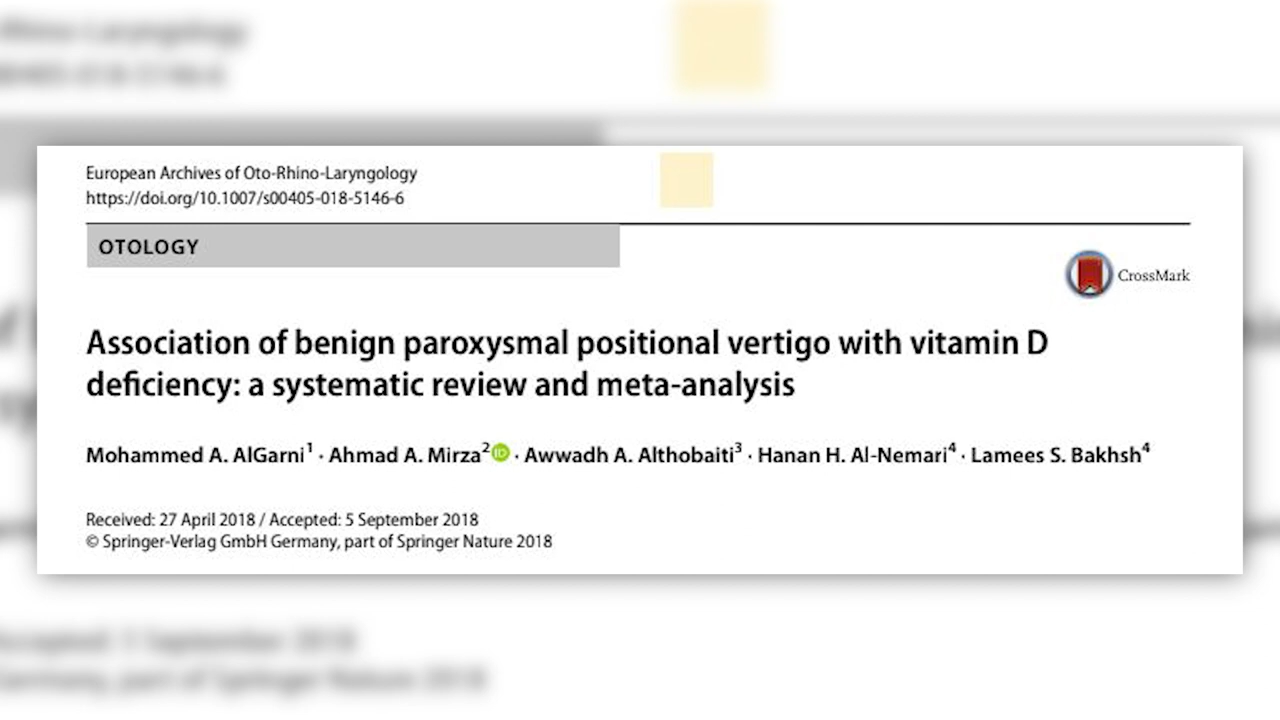 European Archives of Oto-Rhino-Laryngology
https://doi.org/10.1007/s00405-018-5146-6
OTOLOGY
CrossMark
Association of benign paroxysmal positional vertigo with vitamin D
deficiency: a systematic review and meta-analysis
Mohammed A. AlGarni¹ · Ahmad A. Mirza² iD · Awwadh A. Althobaiti³ · Hanan H. Al-Nemari⁴ · Lamees S. Bakhsh⁴
Received: 27 April 2018 / Accepted: 5 September 2018
© Springer-Verlag GmbH Germany, part of Springer Nature 2018